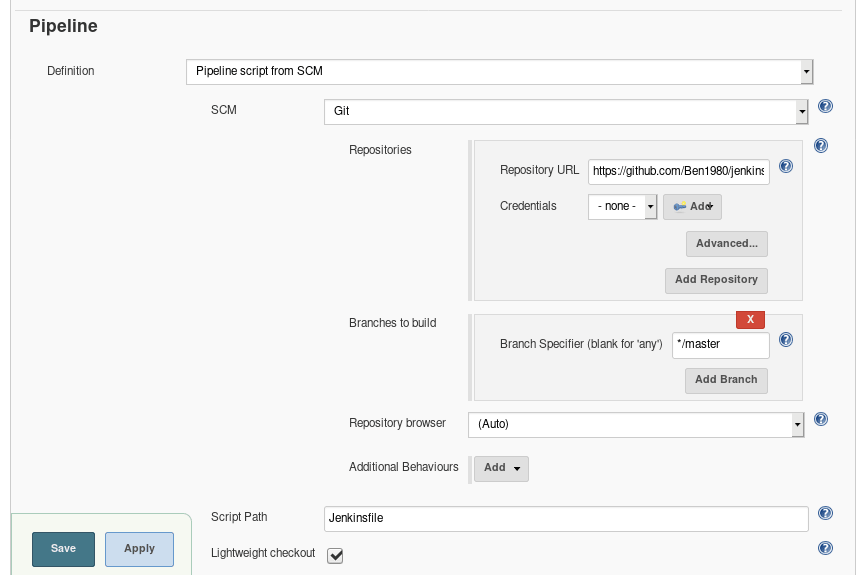 Pipeline
Definition Pipeline script from SCM
SCM Git
Repositories
Repository URL https://github.com/Ben1980/jenkins
Credentials - none - Add
Advanced...
Add Repository
X
Branches to build
Branch Specifier (blank for 'any') */master
Add Branch
Repository browser (Auto)
Additional Behaviours Add
Script Path Jenkinsfile
Save Apply
Lightweight checkout